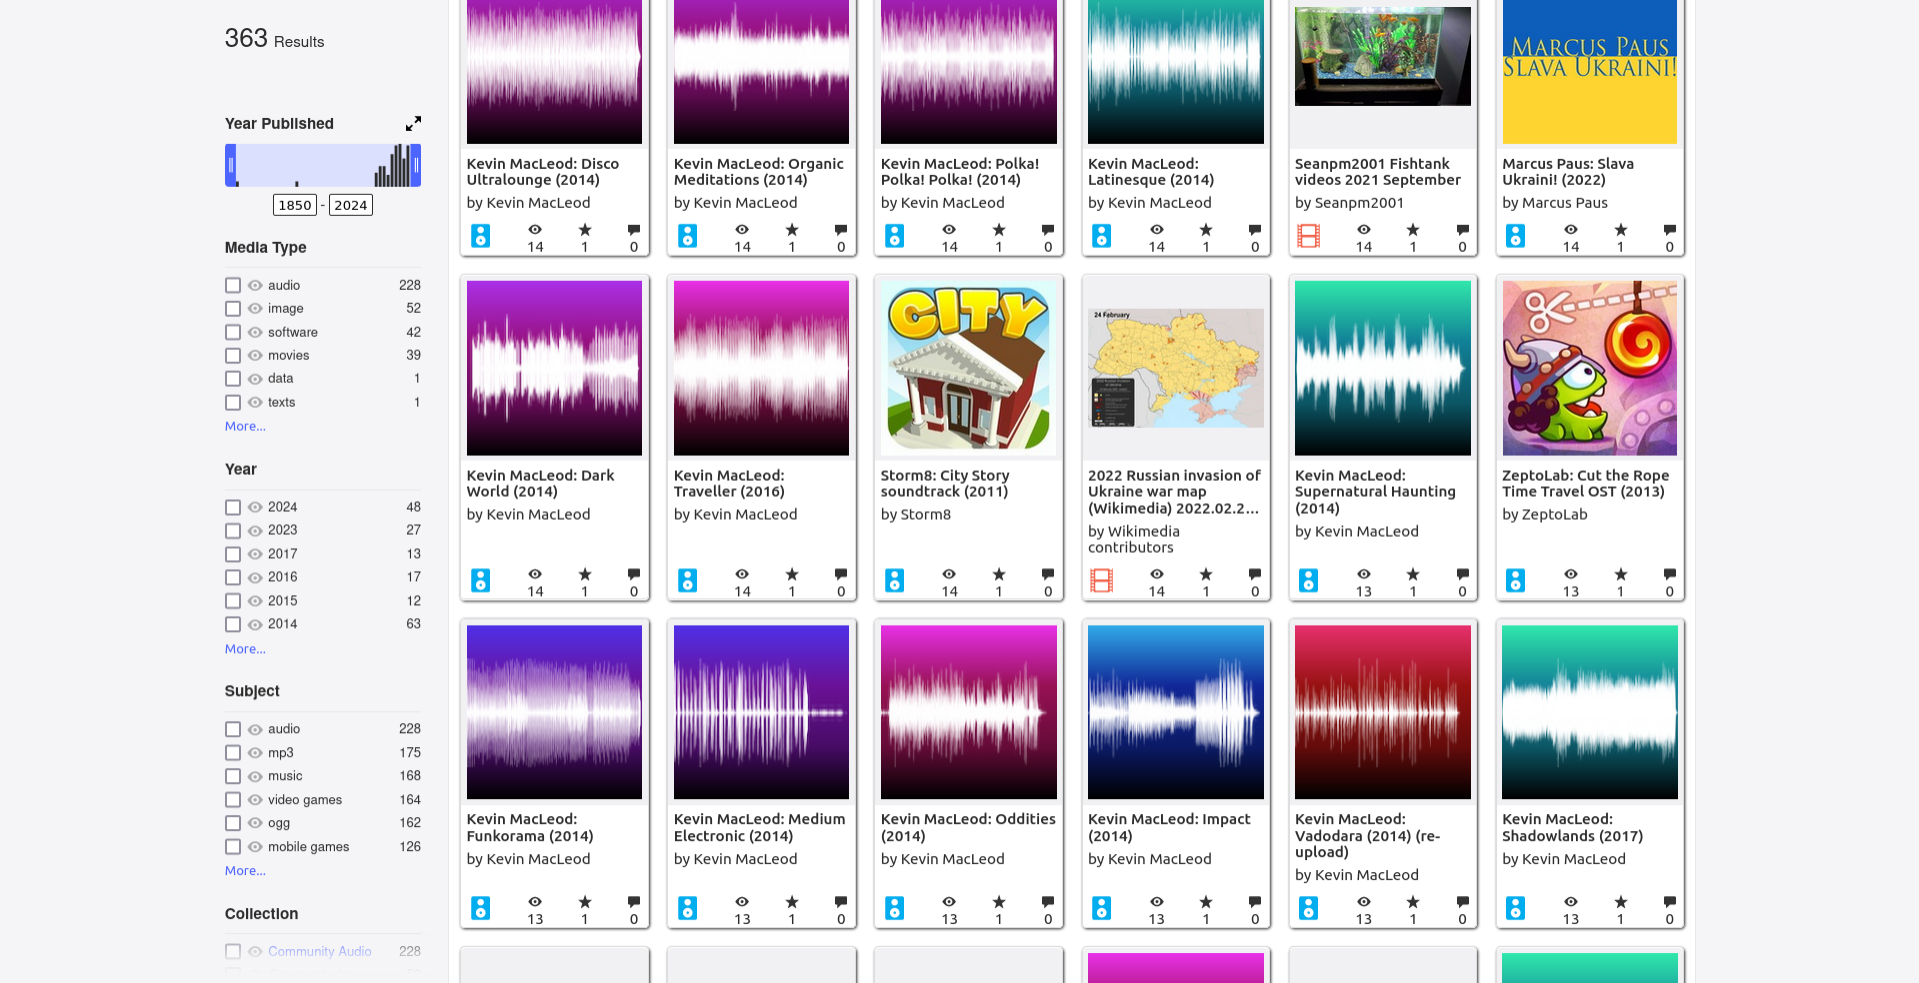 363 Results
Year Published
1850 - 2024
Media Type
audio 228
image 52
software 42
movies 39
data 1
texts 1
More...
Year
2024 48
2023 27
2017 13
2016 17
2015 12
2014 63
More...
Subject
audio 228
mp3 175
music 168
video games 164
ogg 162
mobile games 126
More...
Collection
Community Audio 228
Kevin MacLeod: Disco
Ultralounge (2014)
by Kevin MacLeod
14 1 0
Kevin MacLeod: Organic
Meditations (2014)
by Kevin MacLeod
14 1 0
Kevin MacLeod: Polka!
Polka! Polka! (2014)
by Kevin MacLeod
14 1 0
Kevin MacLeod:
Latinesque (2014)
by Kevin MacLeod
14 1 0
Seanpm2001 Fishtank
videos 2021 September
by Seanpm2001
14 1 0
MARCUS PAUS
SLAVA UKRAINI!
Marcus Paus: Slava
Ukraini! (2022)
by Marcus Paus
14 1 0
Kevin MacLeod: Dark
World (2014)
by Kevin MacLeod
14 1 0
Kevin MacLeod:
Traveller (2016)
by Kevin MacLeod
14 1 0
CITY
Storm8: City Story
soundtrack (2011)
by Storm8
14 1 0
24 February
2022 Russian invasion of
Ukraine war map
(Wikimedia) 2022.02.2...
by Wikimedia
contributors
14 1 0
Kevin MacLeod:
Supernatural Haunting
(2014)
by Kevin MacLeod
13 1 0
ZeptoLab: Cut the Rope
Time Travel OST (2013)
by ZeptoLab
13 1 0
Kevin MacLeod:
Funkorama (2014)
by Kevin MacLeod
13 1 0
Kevin MacLeod: Medium
Electronic (2014)
by Kevin MacLeod
13 1 0
Kevin MacLeod: Oddities
(2014)
by Kevin MacLeod
13 1 0
Kevin MacLeod: Impact
(2014)
by Kevin MacLeod
13 1 0
Kevin MacLeod:
Vadodara (2014) (re-
upload)
by Kevin MacLeod
13 1 0
Kevin MacLeod:
Shadowlands (2017)
by Kevin MacLeod
13 1 0